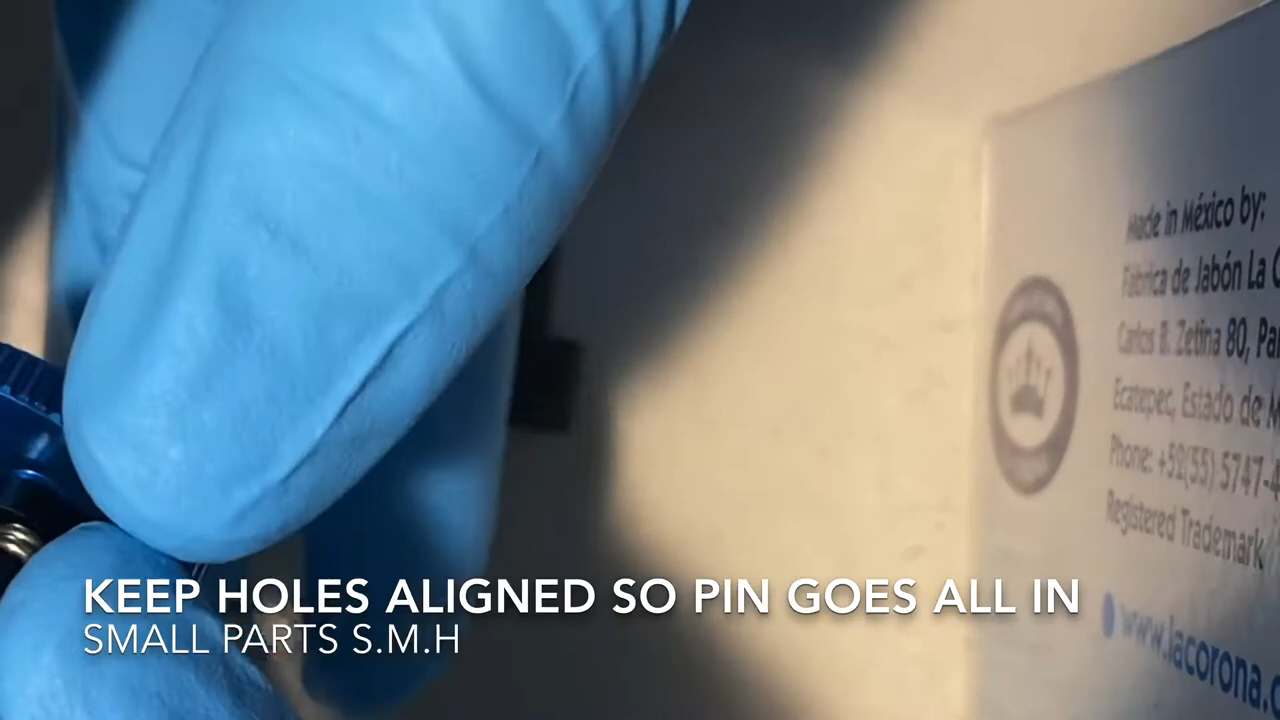 Made in México by:
Fábrica de Jabón La
Carlos B. Zetina 80,
Ecatepec, Estado de
Phone: +52(55) 5747-4
Registered Trademark
www.lacorona.
KEEP HOLES ALIGNED SO PIN GOES ALL IN
SMALL PARTS S.M.H